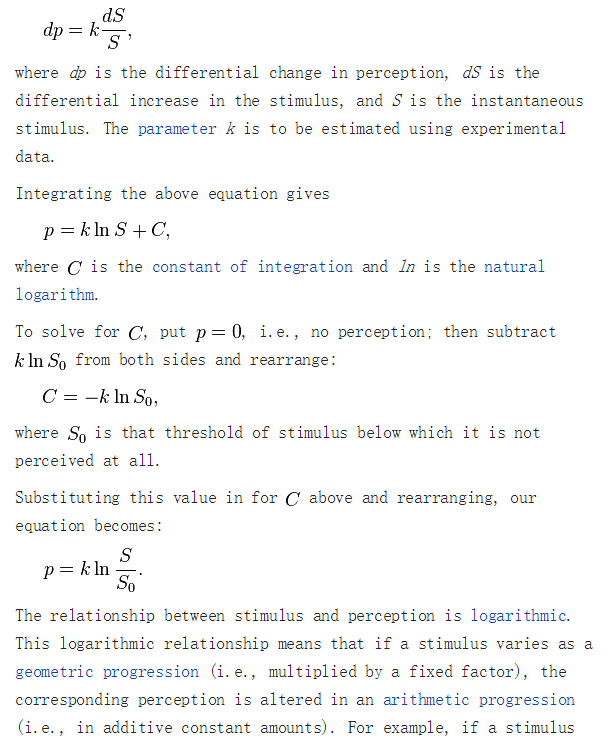 dp = k dS/S,
where dp is the differential change in perception, dS is the
differential increase in the stimulus, and S is the instantaneous
stimulus. The parameter k is to be estimated using experimental
data.
Integrating the above equation gives
p = k ln S + C,
where C is the constant of integration and ln is the natural
logarithm.
To solve for C, put p = 0, i.e., no perception; then subtract
k ln S₀ from both sides and rearrange:
C = −k ln S₀,
where S₀ is that threshold of stimulus below which it is not
perceived at all.
Substituting this value in for C above and rearranging, our
equation becomes:
p = k ln S/S₀.
The relationship between stimulus and perception is logarithmic.
This logarithmic relationship means that if a stimulus varies as a
geometric progression (i.e., multiplied by a fixed factor), the
corresponding perception is altered in an arithmetic progression
(i.e., in additive constant amounts). For example, if a stimulus